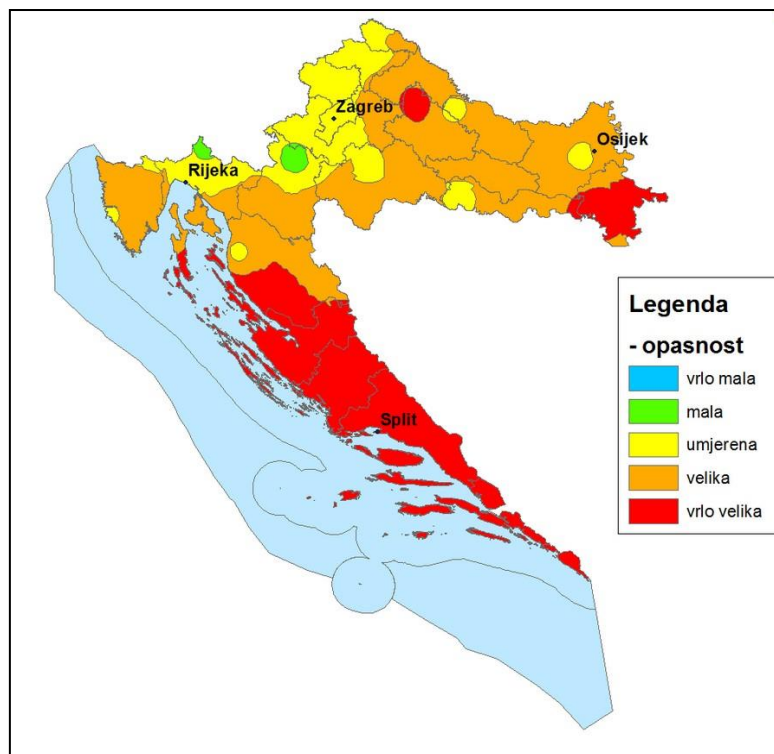 Zagreb
Osijek
Rijeka
Split
Legenda
- opasnost
vrlo mala
mala
umjerena
velika
vrlo velika